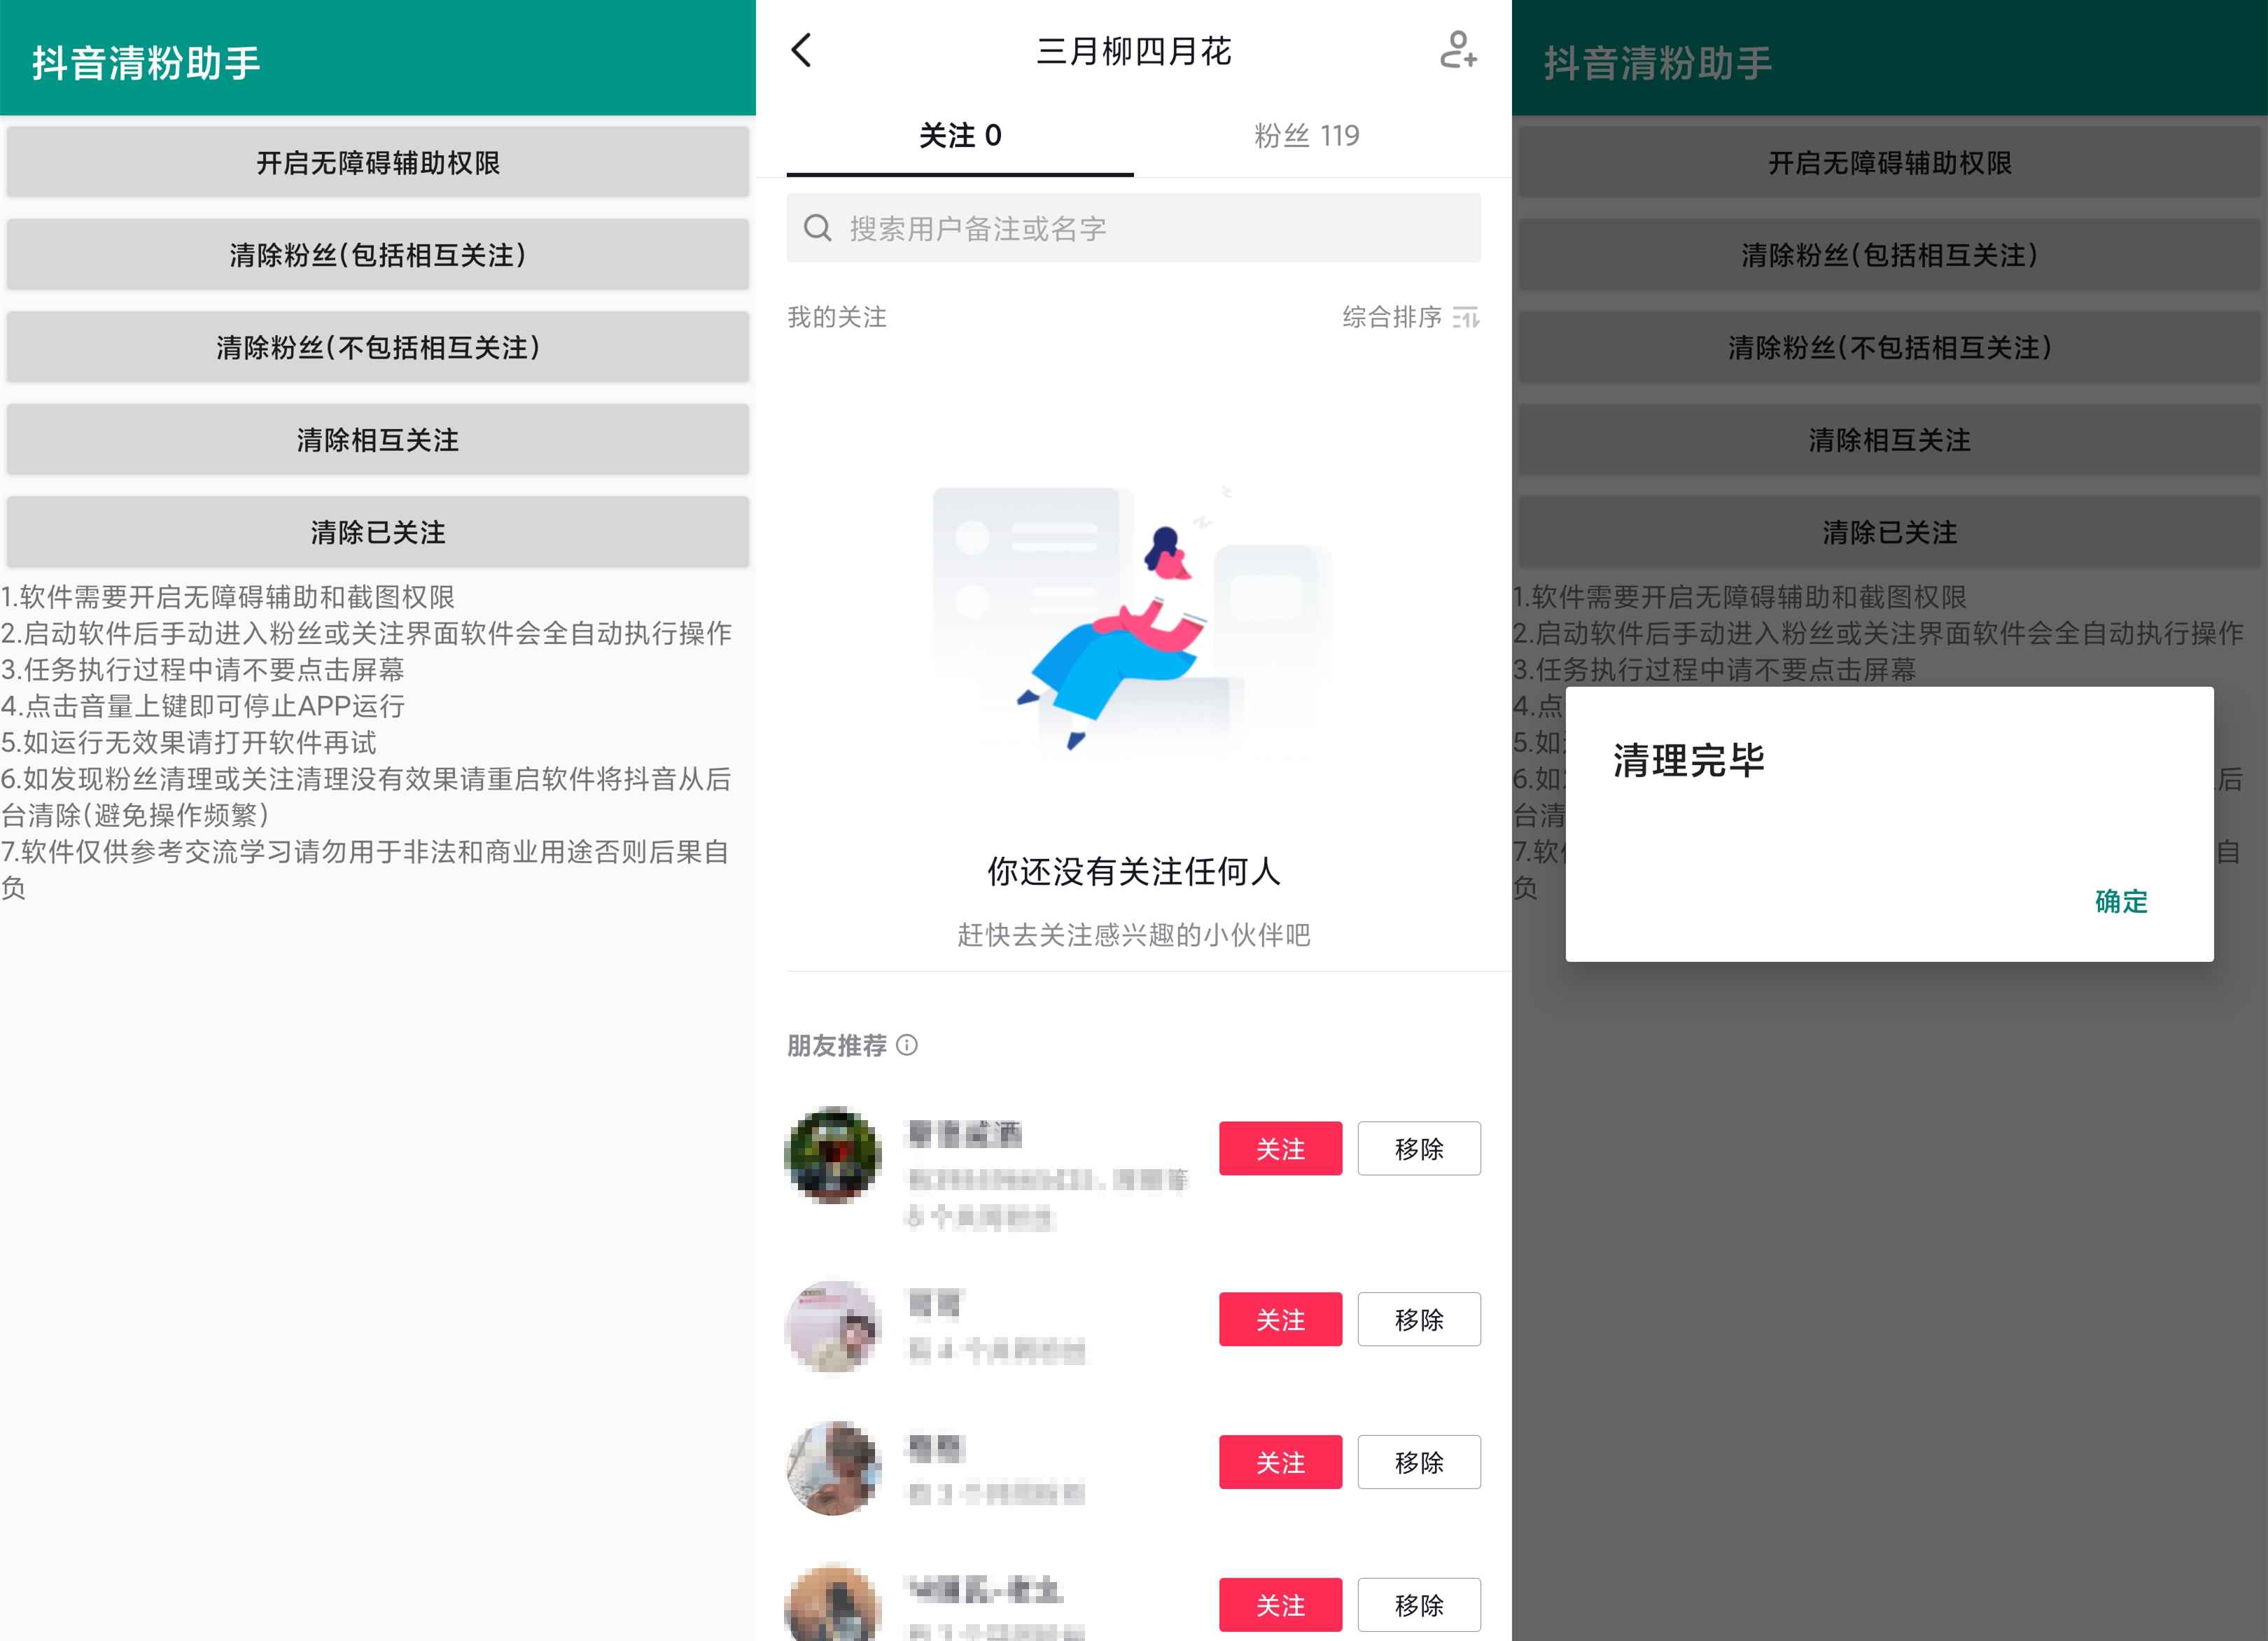 抖音清粉助手
开启无障碍辅助权限
清除粉丝(包括相互关注)
清除粉丝(不包括相互关注)
清除相互关注
清除已关注
1.软件需要开启无障碍辅助和截图权限
2.启动软件后手动进入粉丝或关注界面软件会全自动执行操作
3.任务执行过程中请不要点击屏幕
4.点击音量上键即可停止APP运行
5.如运行无效果请打开软件再试
6.如发现粉丝清理或关注清理没有效果请重启软件将抖音从后
台清除(避免操作频繁)
7.软件仅供参考交流学习请勿用于非法和商业用途否则后果自
负
三月柳四月花
关注 0
粉丝 119
搜索用户备注或名字
我的关注
综合排序
你还没有关注任何人
赶快去关注感兴趣的小伙伴吧
朋友推荐
关注
移除
关注
移除
关注
移除
关注
移除
抖音清粉助手
开启无障碍辅助权限
清除粉丝(包括相互关注)
清除粉丝(不包括相互关注)
清除相互关注
清除已关注
1.软件需要开启无障碍辅助和截图权限
2.启动软件后手动进入粉丝或关注界面软件会全自动执行操作
3.任务执行过程中请不要点击屏幕
4.点
5.如
6.如
后
台清
7.软
自
负
清理完毕
确定